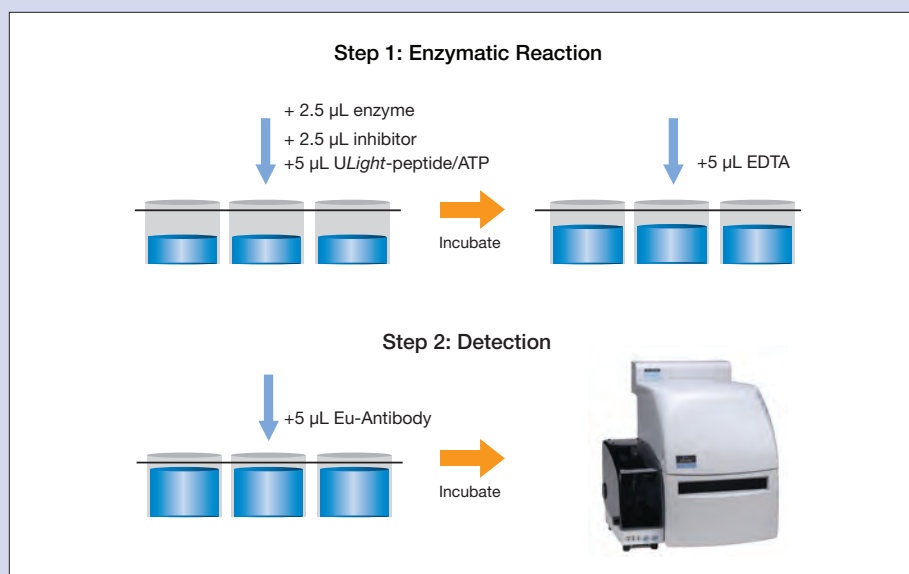 Step 1: Enzymatic Reaction
+ 2.5 µL enzyme
+ 2.5 µL inhibitor
+5 µL ULight-peptide/ATP
+5 µL EDTA
Incubate
Step 2: Detection
+5 µL Eu-Antibody
Incubate